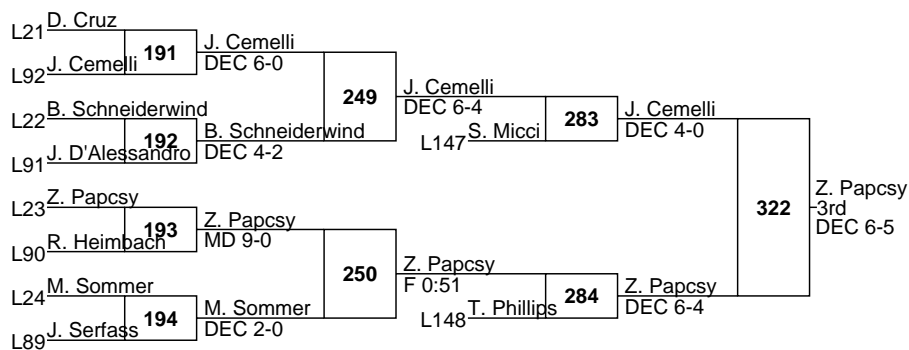 L21 D. Cruz
191
L92 J. Cemelli
J. Cemelli
DEC 6-0
249
L22 B. Schneiderwind
192
L91 J. D'Alessandro
B. Schneiderwind
DEC 4-2
J. Cemelli
DEC 6-4
L147 S. Micci
283
J. Cemelli
DEC 4-0
L23 Z. Papcsy
193
L90 R. Heimbach
Z. Papcsy
MD 9-0
250
L24 M. Sommer
194
L89 J. Serfass
M. Sommer
DEC 2-0
Z. Papcsy
F 0:51
L148 T. Phillips
284
Z. Papcsy
DEC 6-4
322
Z. Papcsy
3rd
DEC 6-5